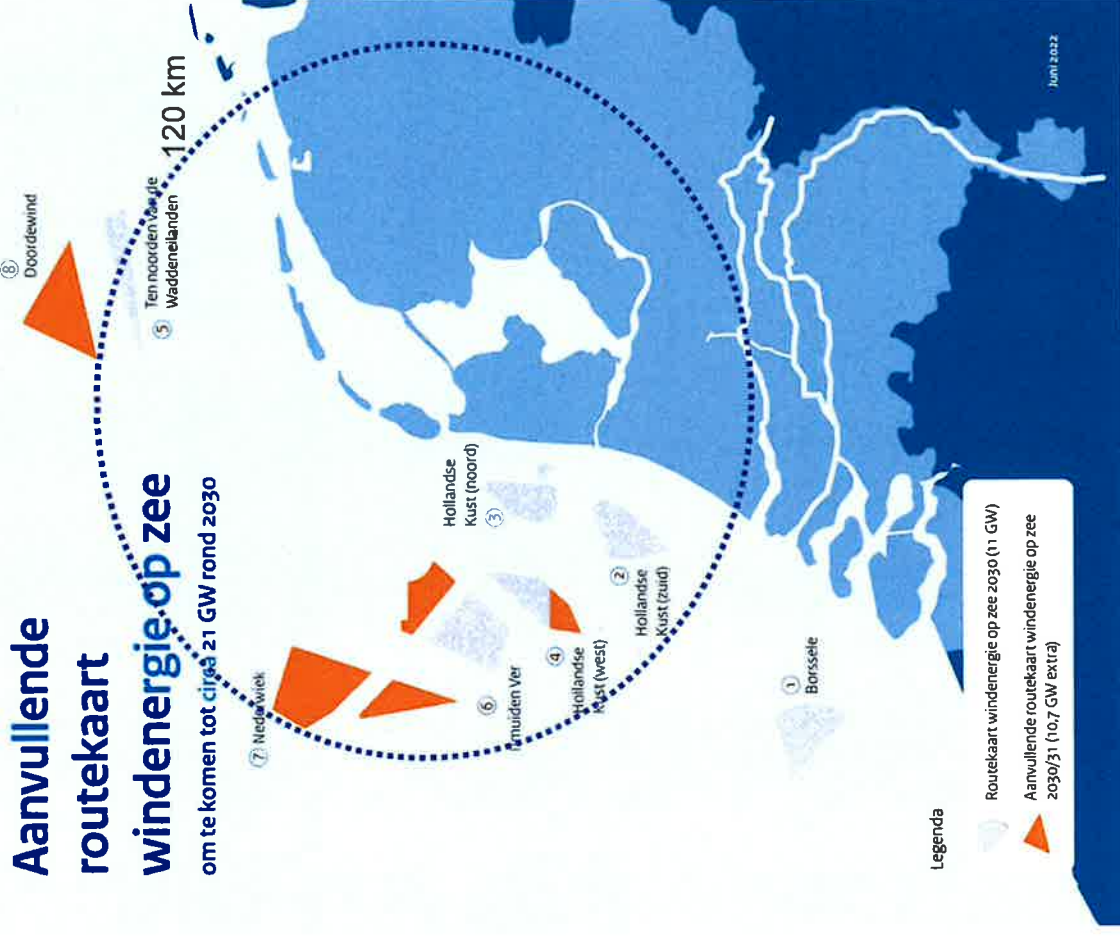 Aanvullende
routekaart
windenergie op zee
om te komen tot circa 21 GW rond 2030
⑧
Doordewind
120 km
⑤ Ten noorden van de
Waddeneilanden
⑦ Nederwiek
Hollandse
Kust (noord)
③
⑥
IJmuiden Ver
④
Hollandse
Kust (west)
②
Hollandse
Kust (zuid)
①
Borssele
Legenda
Routekaart windenergie op zee 2030 (11 GW)
Aanvullende routekaart windenergie op zee
2030/31 (10,7 GW extra)
Juni 2022